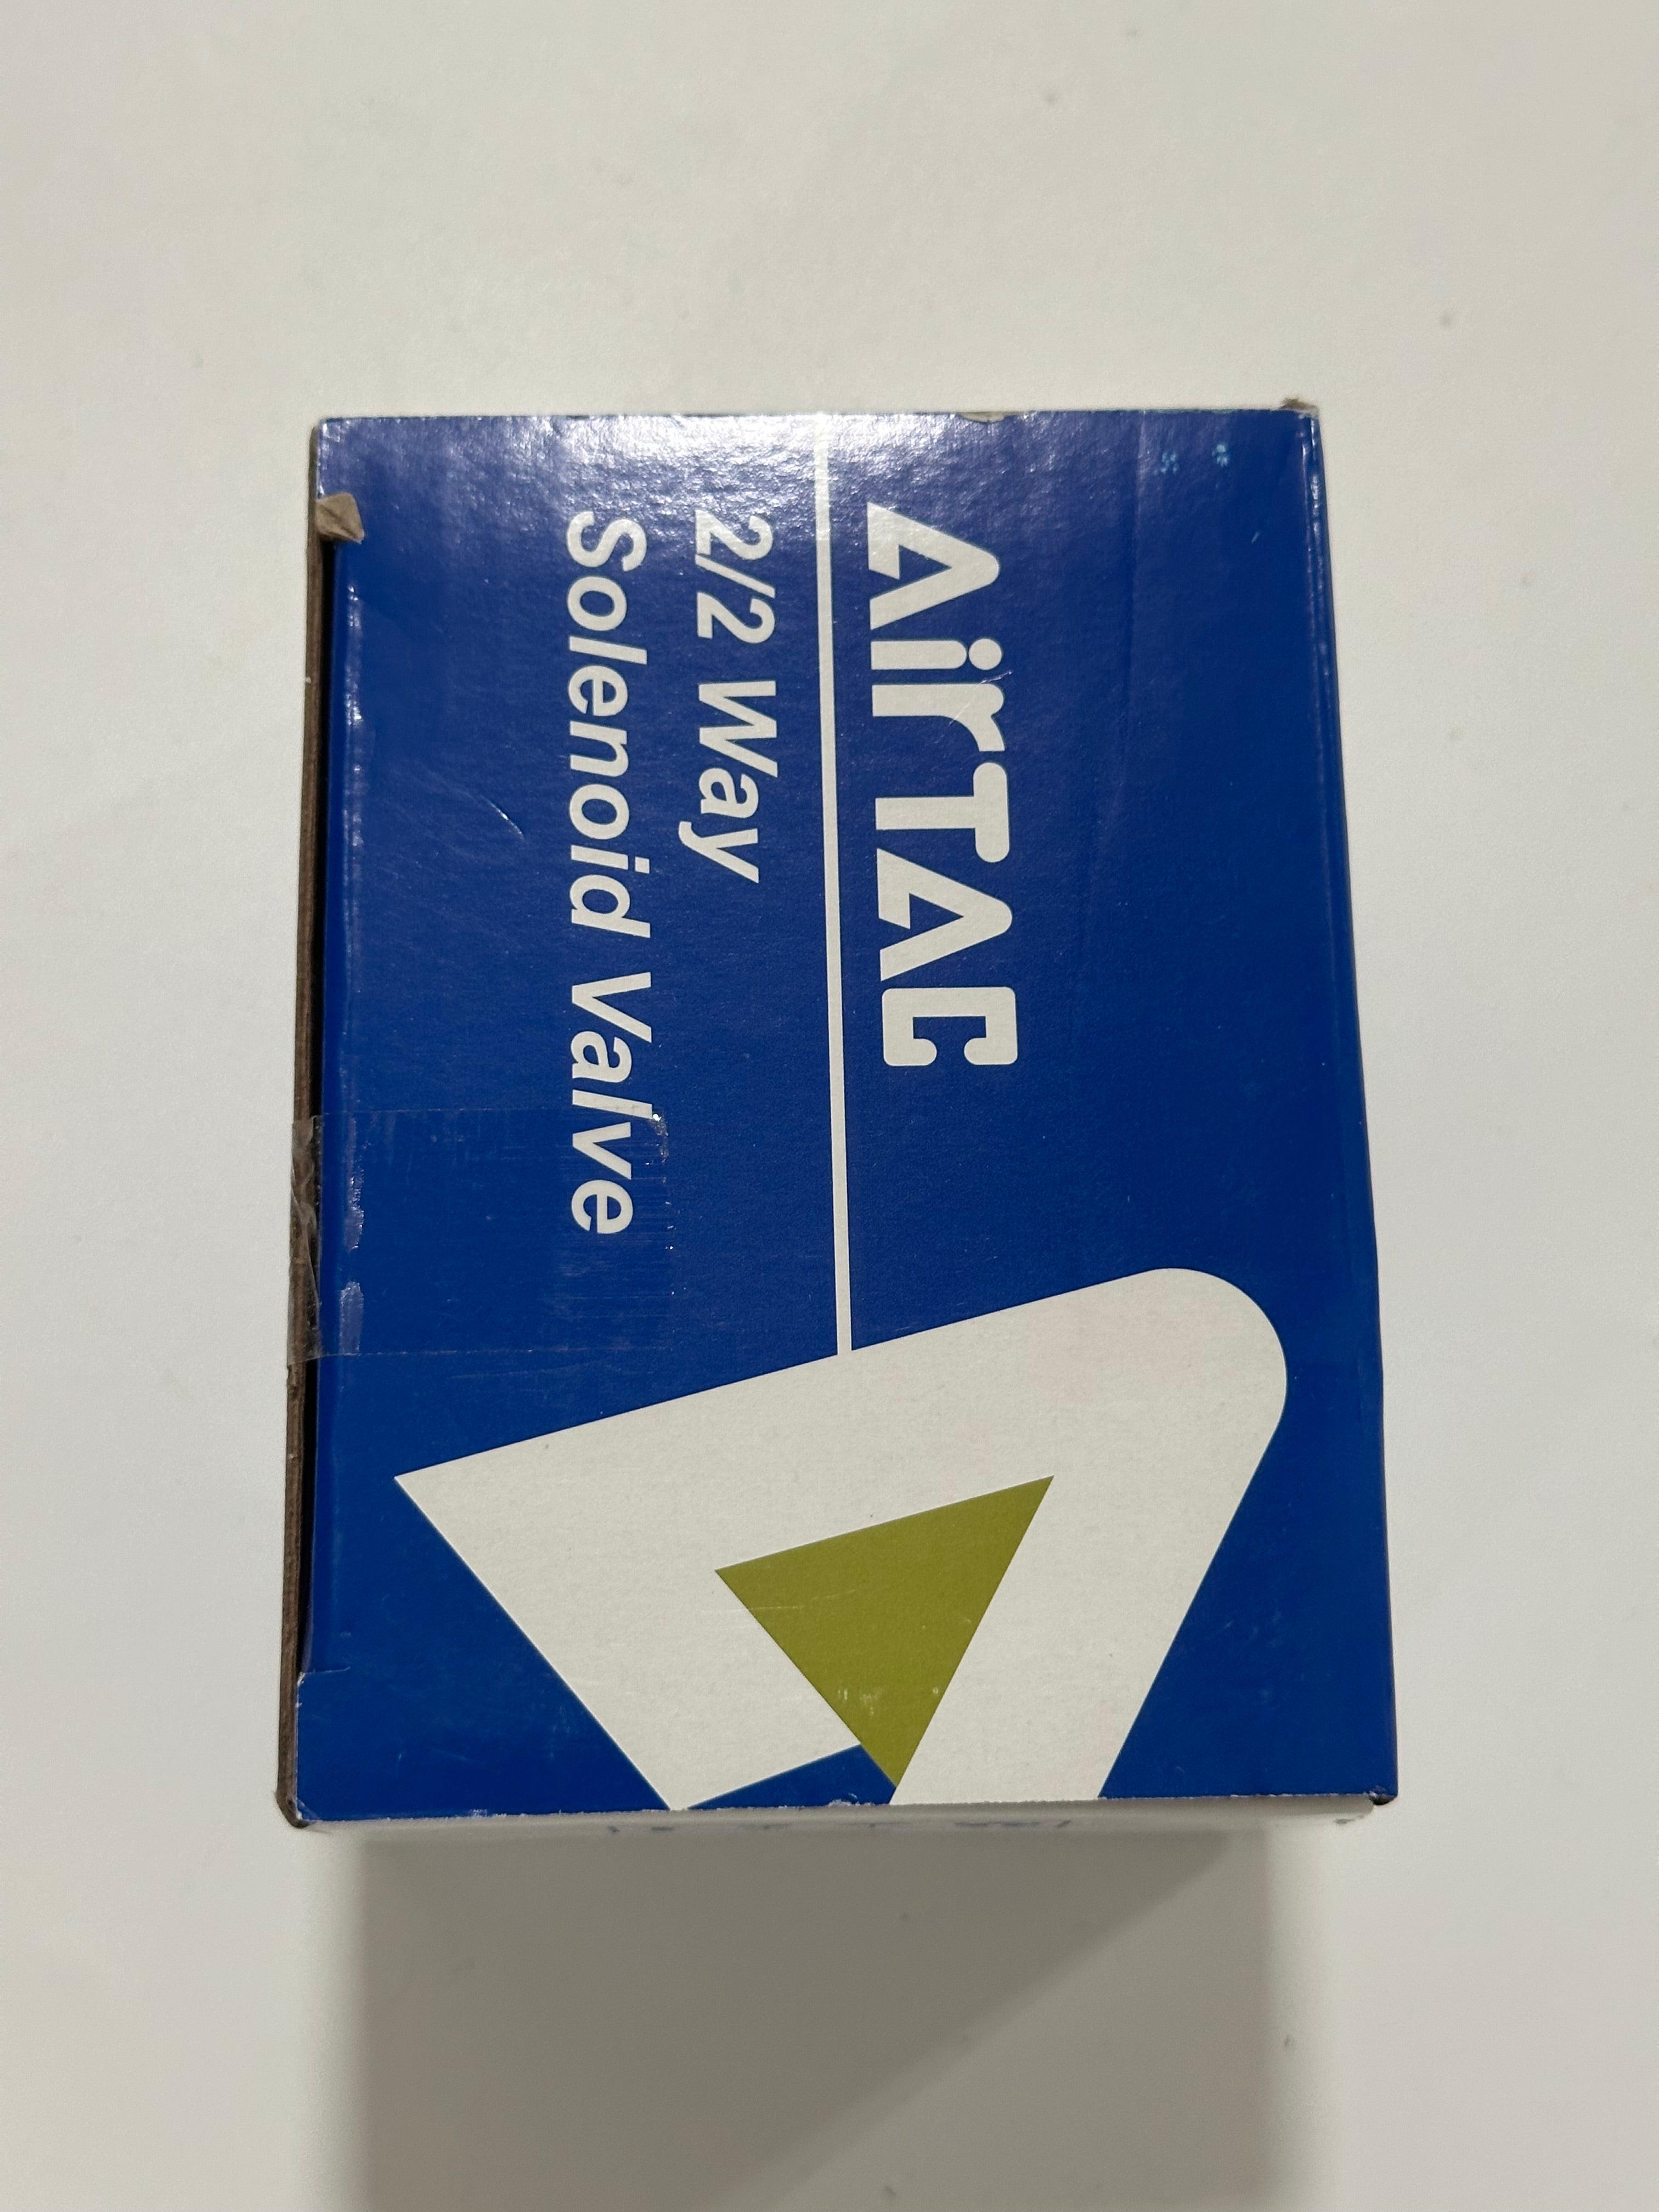 AirTAC
2/2 Way
Solenoid Valve